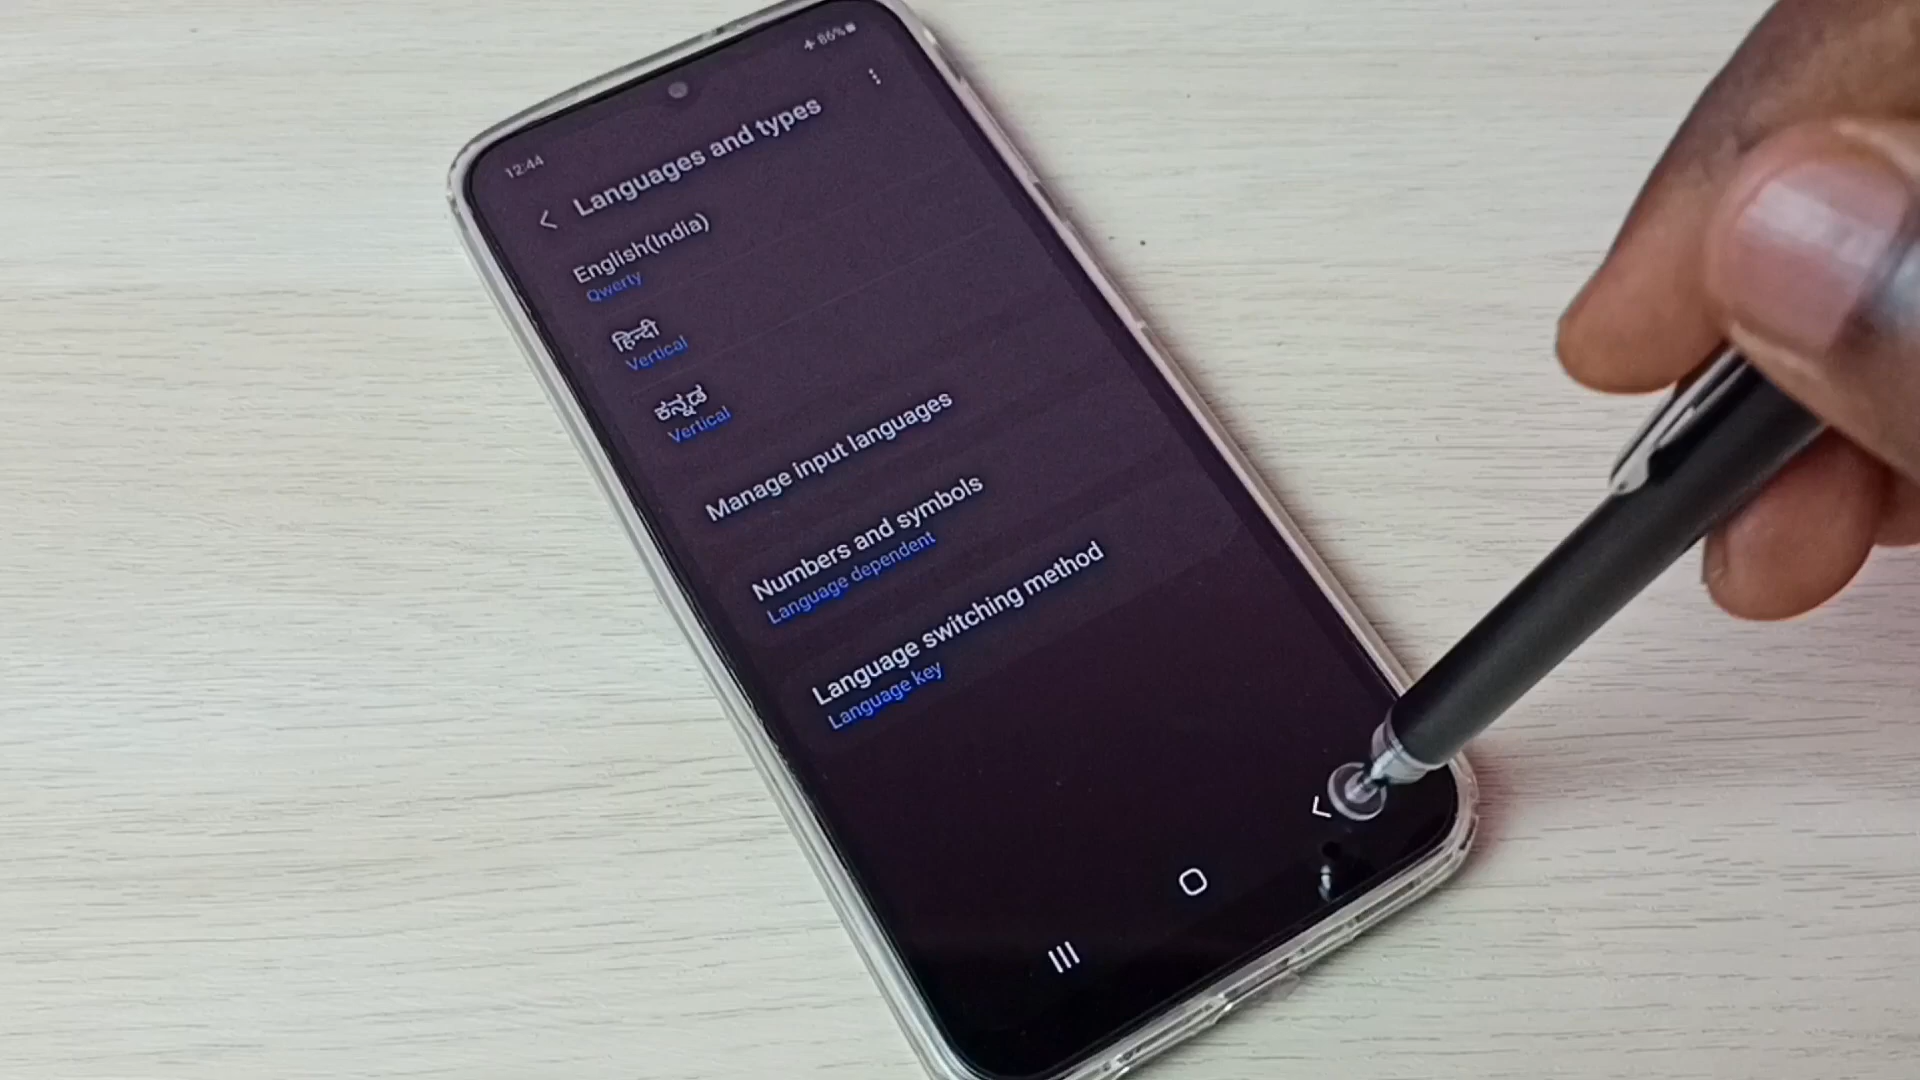 12:44
86%
Languages and types
English(India)
Qwerty
हिन्दी
Vertical
ಕನ್ನಡ
Vertical
Manage input languages
Numbers and symbols
Language dependent
Language switching method
Language key